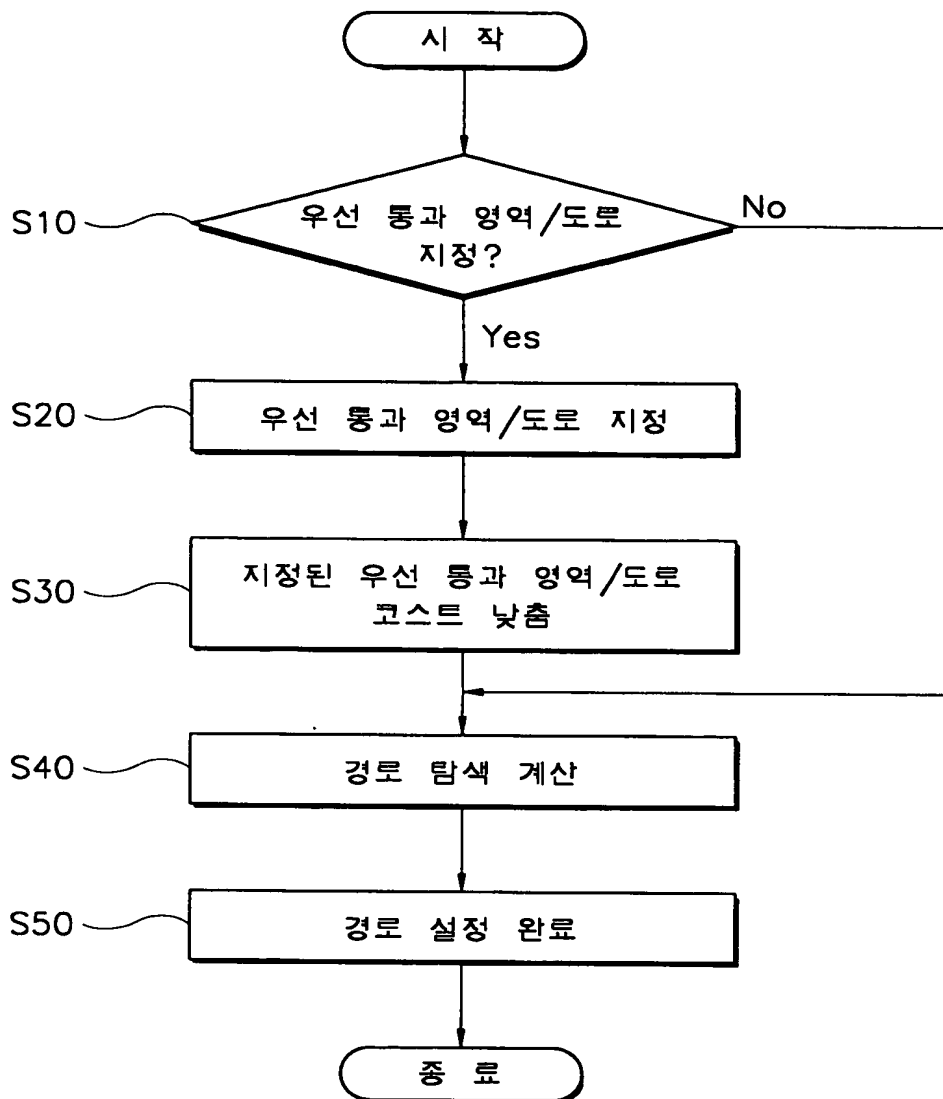 시 작
S10
우선 통과 영역/도로
지정?
No
Yes
S20
우선 통과 영역/도로 지정
S30
지정된 우선 통과 영역/도로
코스트 낮춤
S40
경로 탐색 계산
S50
경로 설정 완료
종 료